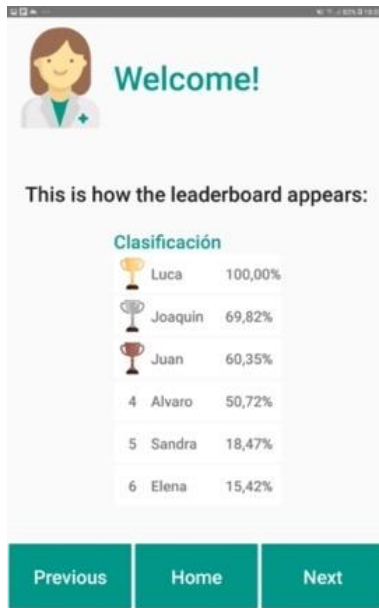 Welcome!
This is how the leaderboard appears:
Clasificación
Luca 100,00%
Joaquin 69,82%
Juan 60,35%
4 Alvaro 50,72%
5 Sandra 18,47%
6 Elena 15,42%
Previous Home Next